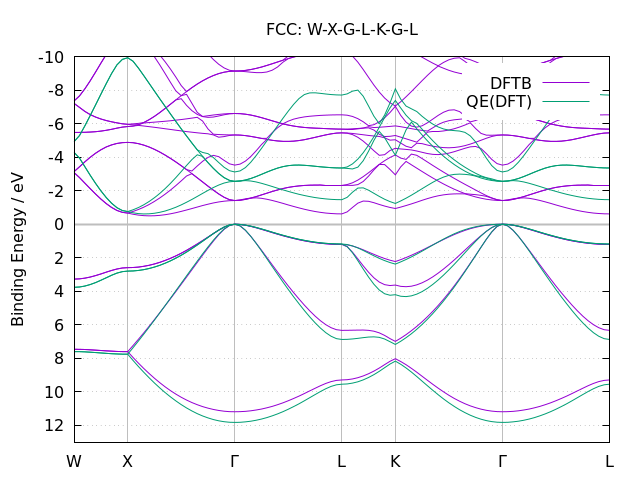 FCC: W-X-G-L-K-G-L
DFTB
QE(DFT)
Binding Energy / eV
-10
-8
-6
-4
-2
0
2
4
6
8
10
12
W X Γ L K Γ L